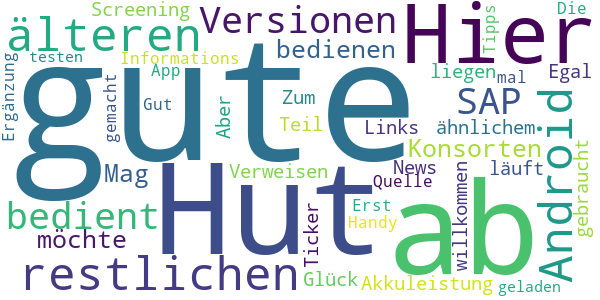 Screening
älteren
Versionen
Hier
Tipps
Die
bedienen
testen
Informations
Ergänzung
gute
App
liegen
mal
Egal
gemacht
Gut
Aber
Zum
SAP
Android
Teil
Links
ähnlichem
Konsorten
Mag
Hut
Verweisen
News
läuft
gebraucht
Quelle
ab
willkommen
bedient
Erst
möchte
Ticker
Handy
restlichen
Glück
Akkuleistung
geladen